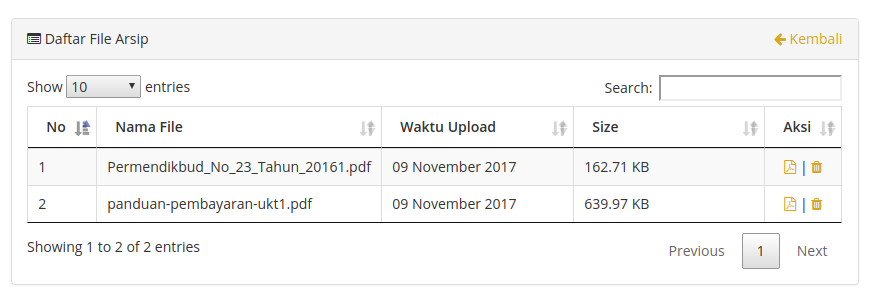 Daftar File Arsip Kembali
Show 10 entries Search:
No Nama File Waktu Upload Size Aksi
1 Permendikbud_No_23_Tahun_20161.pdf 09 November 2017 162.71 KB |
2 panduan-pembayaran-ukt1.pdf 09 November 2017 639.97 KB |
Showing 1 to 2 of 2 entries Previous 1 Next